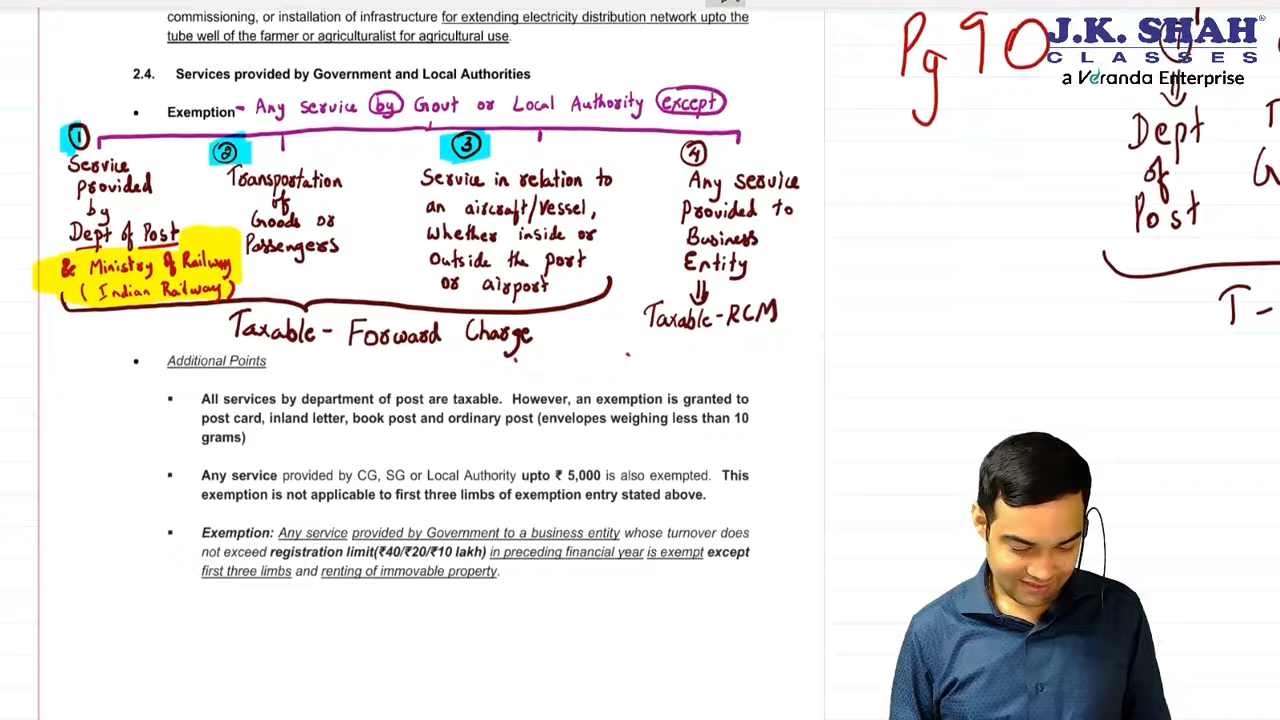 commissioning, or installation of infrastructure for extending electricity distribution network upto the
tube well of the farmer or agriculturalist for agricultural use.
2.4. Services provided by Government and Local Authorities
• Exemption - Any service by Govt or Local Authority except
①
Service
provided
by
Dept of Post
& Ministry of Railway
( Indian Railway )
②
Transportation
of
Goods or
Passengers
③
Service in relation to
an aircraft/vessel,
whether inside or
outside the port
or airport
④
Any service
provided to
Business
Entity
⇓
Taxable-RCM
Taxable - Forward Charge
• Additional Points
▪ All services by department of post are taxable. However, an exemption is granted to
post card, inland letter, book post and ordinary post (envelopes weighing less than 10
grams)
▪ Any service provided by CG, SG or Local Authority upto ₹ 5,000 is also exempted. This
exemption is not applicable to first three limbs of exemption entry stated above.
▪ Exemption: Any service provided by Government to a business entity whose turnover does
not exceed registration limit(₹40/₹20/₹10 lakh) in preceding financial year is exempt except
first three limbs and renting of immovable property.
Pg 90
J.K. SHAH®
CLASSES
a Veranda Enterprise
⇓
Dept
of
Post
T -